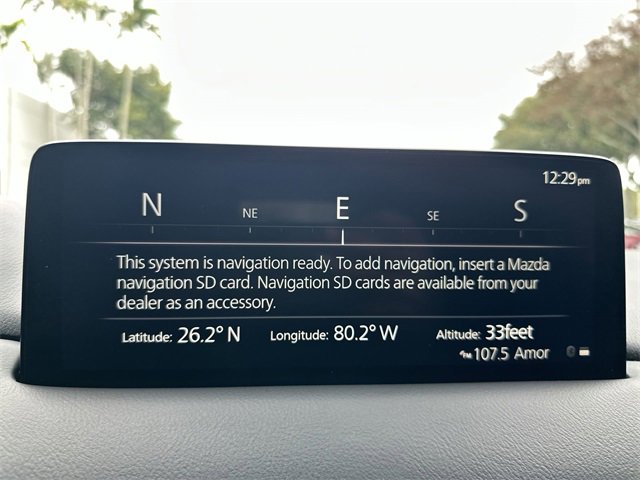 12:29pm
N NE E SE S
This system is navigation ready. To add navigation, insert a Mazda
navigation SD card. Navigation SD cards are available from your
dealer as an accessory.
Latitude: 26.2° N Longitude: 80.2° W Altitude: 33feet
FM 107.5 Amor